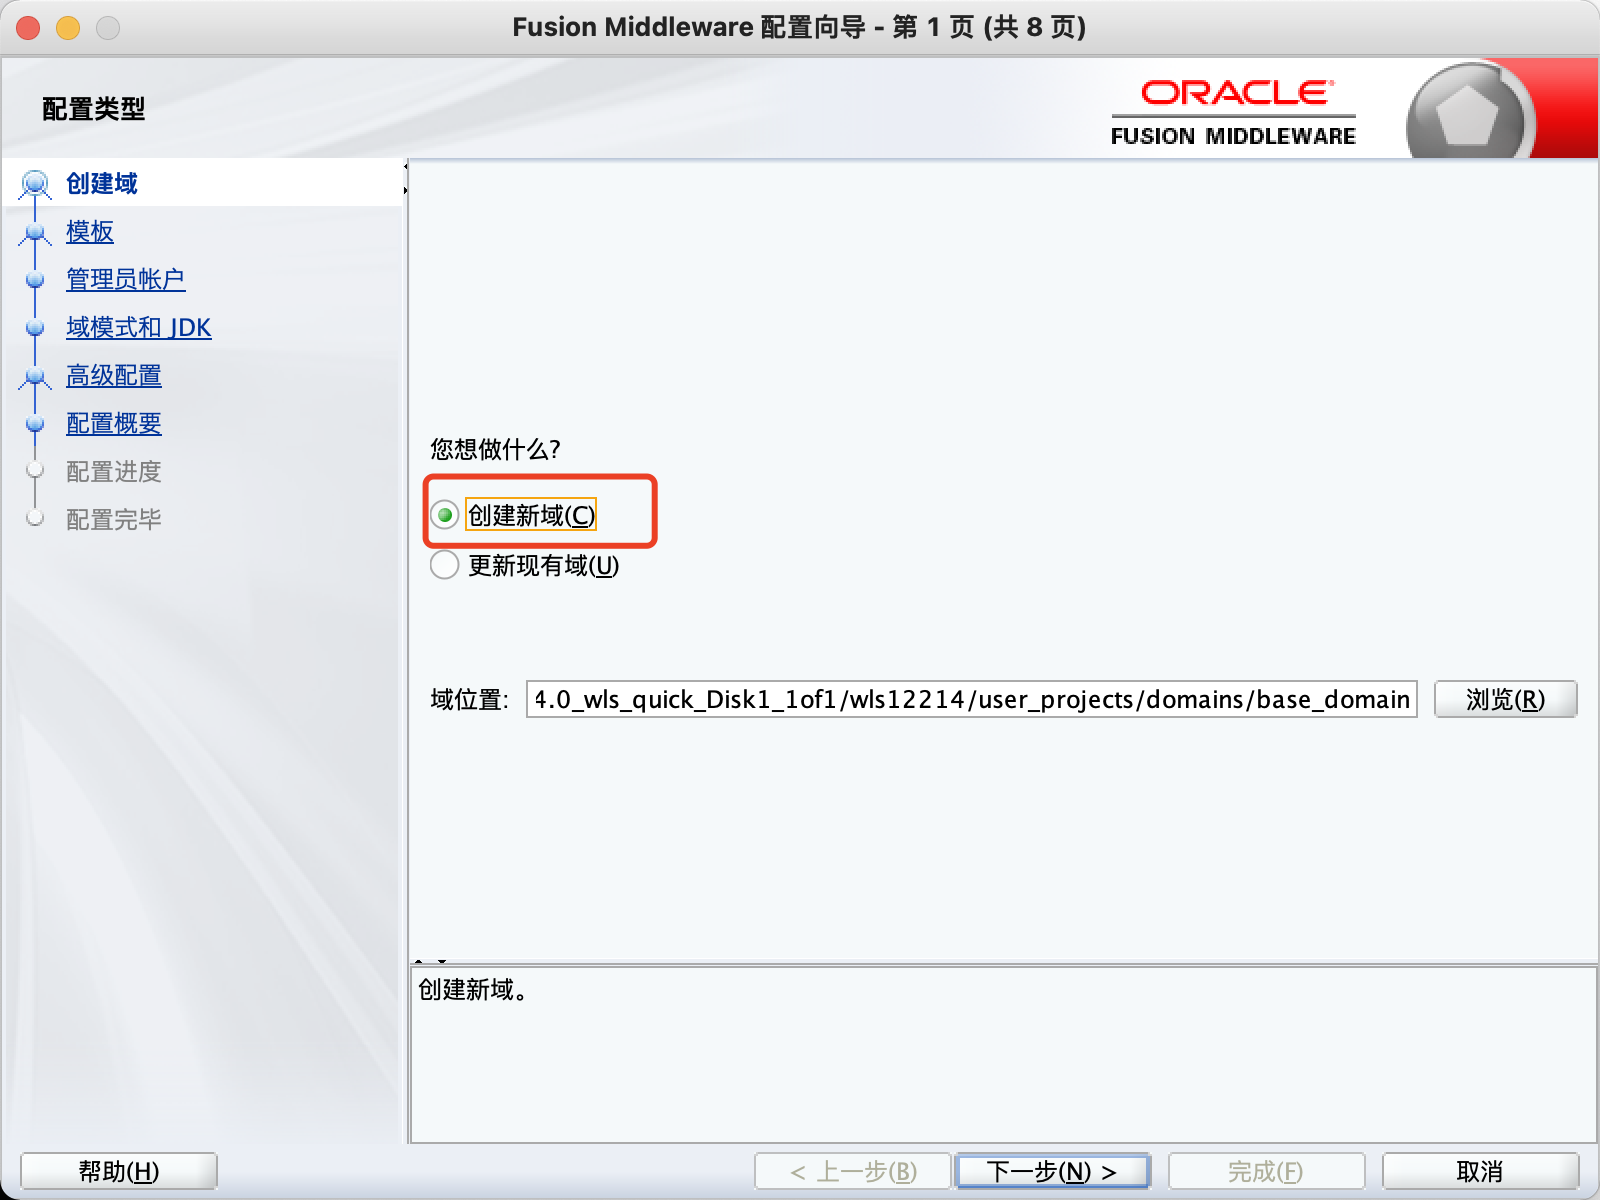 Fusion Middleware 配置向导 - 第 1 页 (共 8 页)
配置类型
ORACLE
FUSION MIDDLEWARE
创建域
模板
管理员帐户
域模式和 JDK
高级配置
配置概要
配置进度
配置完毕
您想做什么?
创建新域(C)
更新现有域(U)
域位置: 4.0_wls_quick_Disk1_1of1/wls12214/user_projects/domains/base_domain 浏览(R)
创建新域。
帮助(H) < 上一步(B) 下一步(N) > 完成(F) 取消